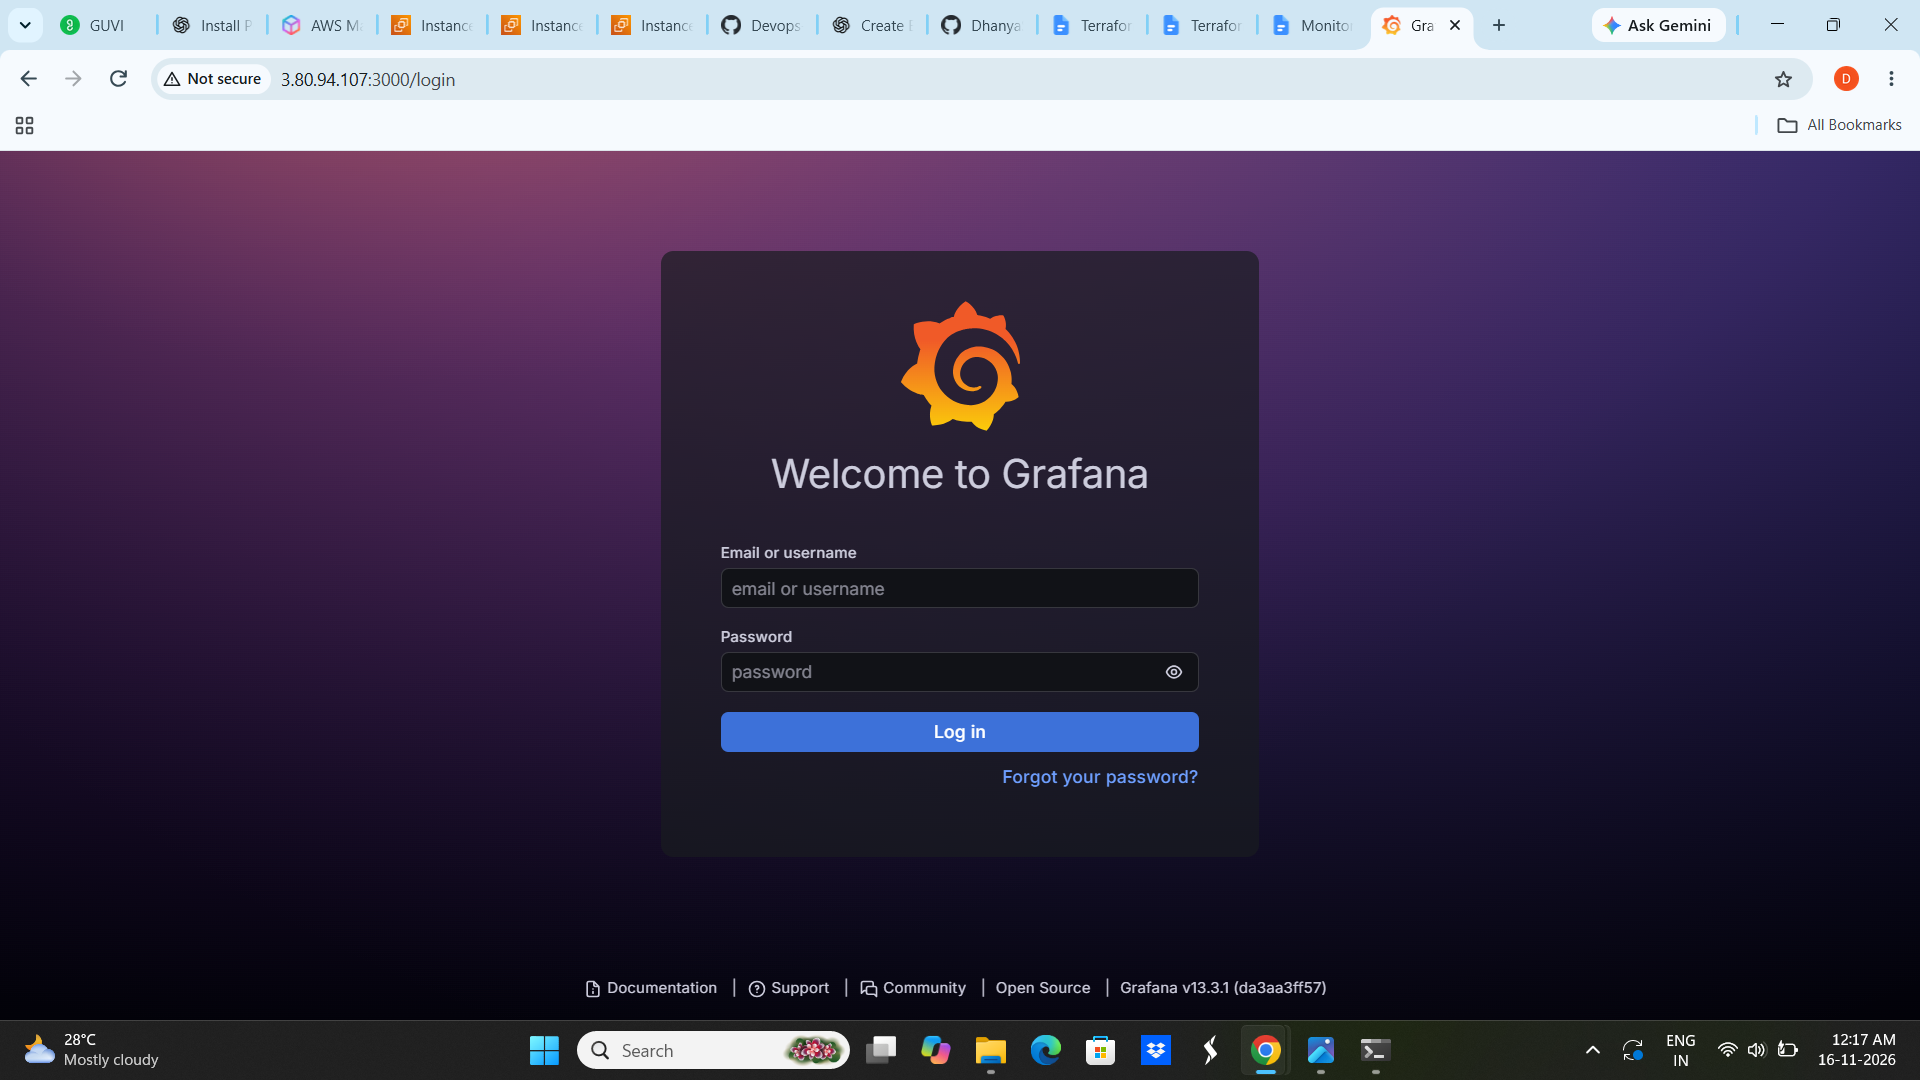 GUVI
Install P
AWS Ma
Instance
Instance
Instance
Devops
Create E
Dhanya
Terrafor
Terrafor
Monitor
Gra
Ask Gemini
Not secure
3.80.94.107:3000/login
D
All Bookmarks
Welcome to Grafana
Email or username
email or username
Password
password
Log in
Forgot your password?
Documentation
Support
Community
Open Source
Grafana v13.3.1 (da3aa3ff57)
28°C
Mostly cloudy
Search
ENG
IN
12:17 AM
16-11-2026